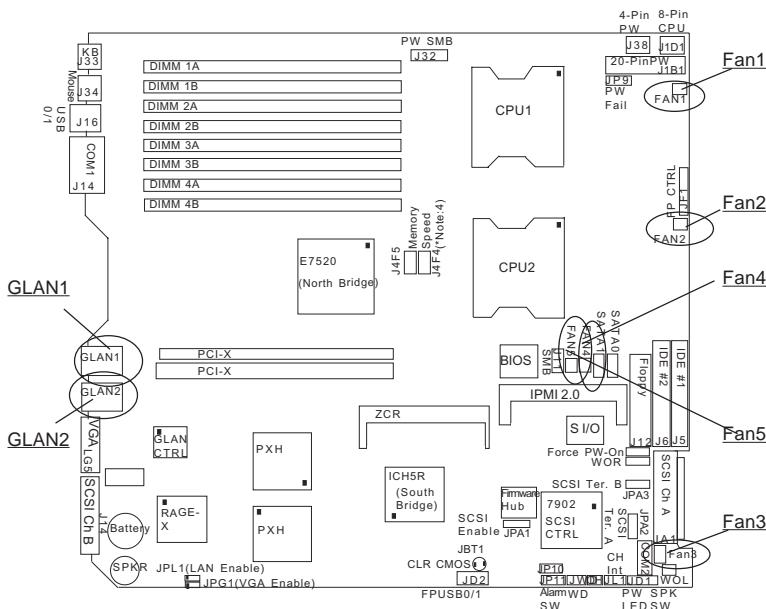 4-Pin PW
8-Pin CPU
KB
J33
Mouse
J34
USB 0/1
J16
COM1
J14
PW SMB
J32
J38
J1D1
20-PinPW
J1B1
JP9
PW Fail
FAN1
Fan1
DIMM 1A
DIMM 1B
DIMM 2A
DIMM 2B
DIMM 3A
DIMM 3B
DIMM 4A
DIMM 4B
CPU1
FP CTRL
JF1
FAN2
Fan2
E7520
(North Bridge)
J4F5
Memory
Speed
J4F4
(*Note:4)
CPU2
Fan4
GLAN1
GLAN1
GLAN2
GLAN2
PCI-X
PCI-X
BIOS
SMB
J11
FAN5
FAN4
SATA1
SATA0
IPMI 2.0
Floppy
J12
IDE #2
J6
IDE #1
J5
Fan5
VGA
LG5
GLAN CTRL
ZCR
PXH
S I/O
Force PW-On
WOR
ICH5R
(South Bridge)
SCSI Ter. B
JPA3
SCSI Ch A
JA1
SCSI Ch B
J14
Battery
RAGE-X
PXH
Firmware Hub
7902
SCSI CTRL
SCSI Enable
JPA1
SCSI Ter. A
JPA2
Fan3
Fan3
SPKR
JPL1(LAN Enable)
JPG1(VGA Enable)
JBT1
CLR CMOS
JD2
FPUSB0/1
JP10
JP11
Alarm SW
JWD
WD
CH Int
JL1
JD1
COM2
PW LED
SPK SW
WOL